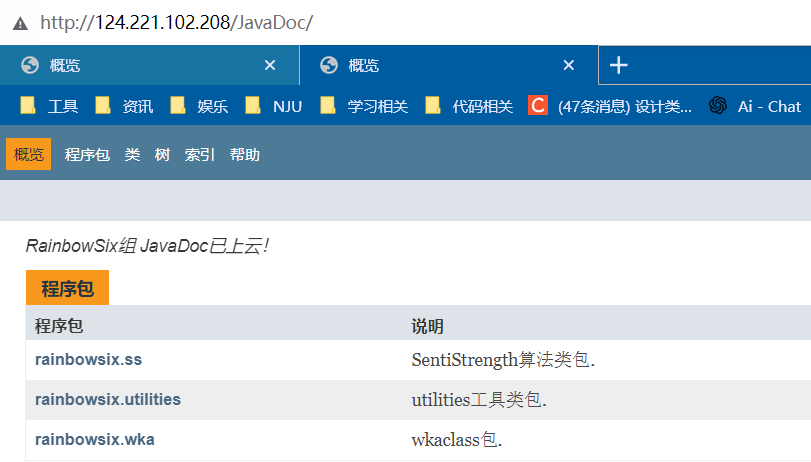 http://124.221.102.208/JavaDoc/
概览 概览
工具 资讯 娱乐 NJU 学习相关 代码相关 C (47条消息) 设计类... Ai - Chat
概览 程序包 类 树 索引 帮助
RainbowSix组 JavaDoc已上云!
程序包
程序包 说明
rainbowsix.ss SentiStrength算法类包.
rainbowsix.utilities utilities工具类包.
rainbowsix.wka wkaclass包.